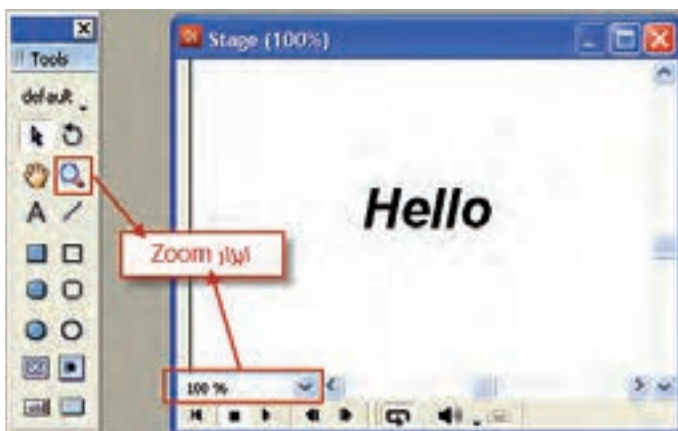 Tools
default
A
Stage (100%)
Hello
ابزار Zoom
100 %